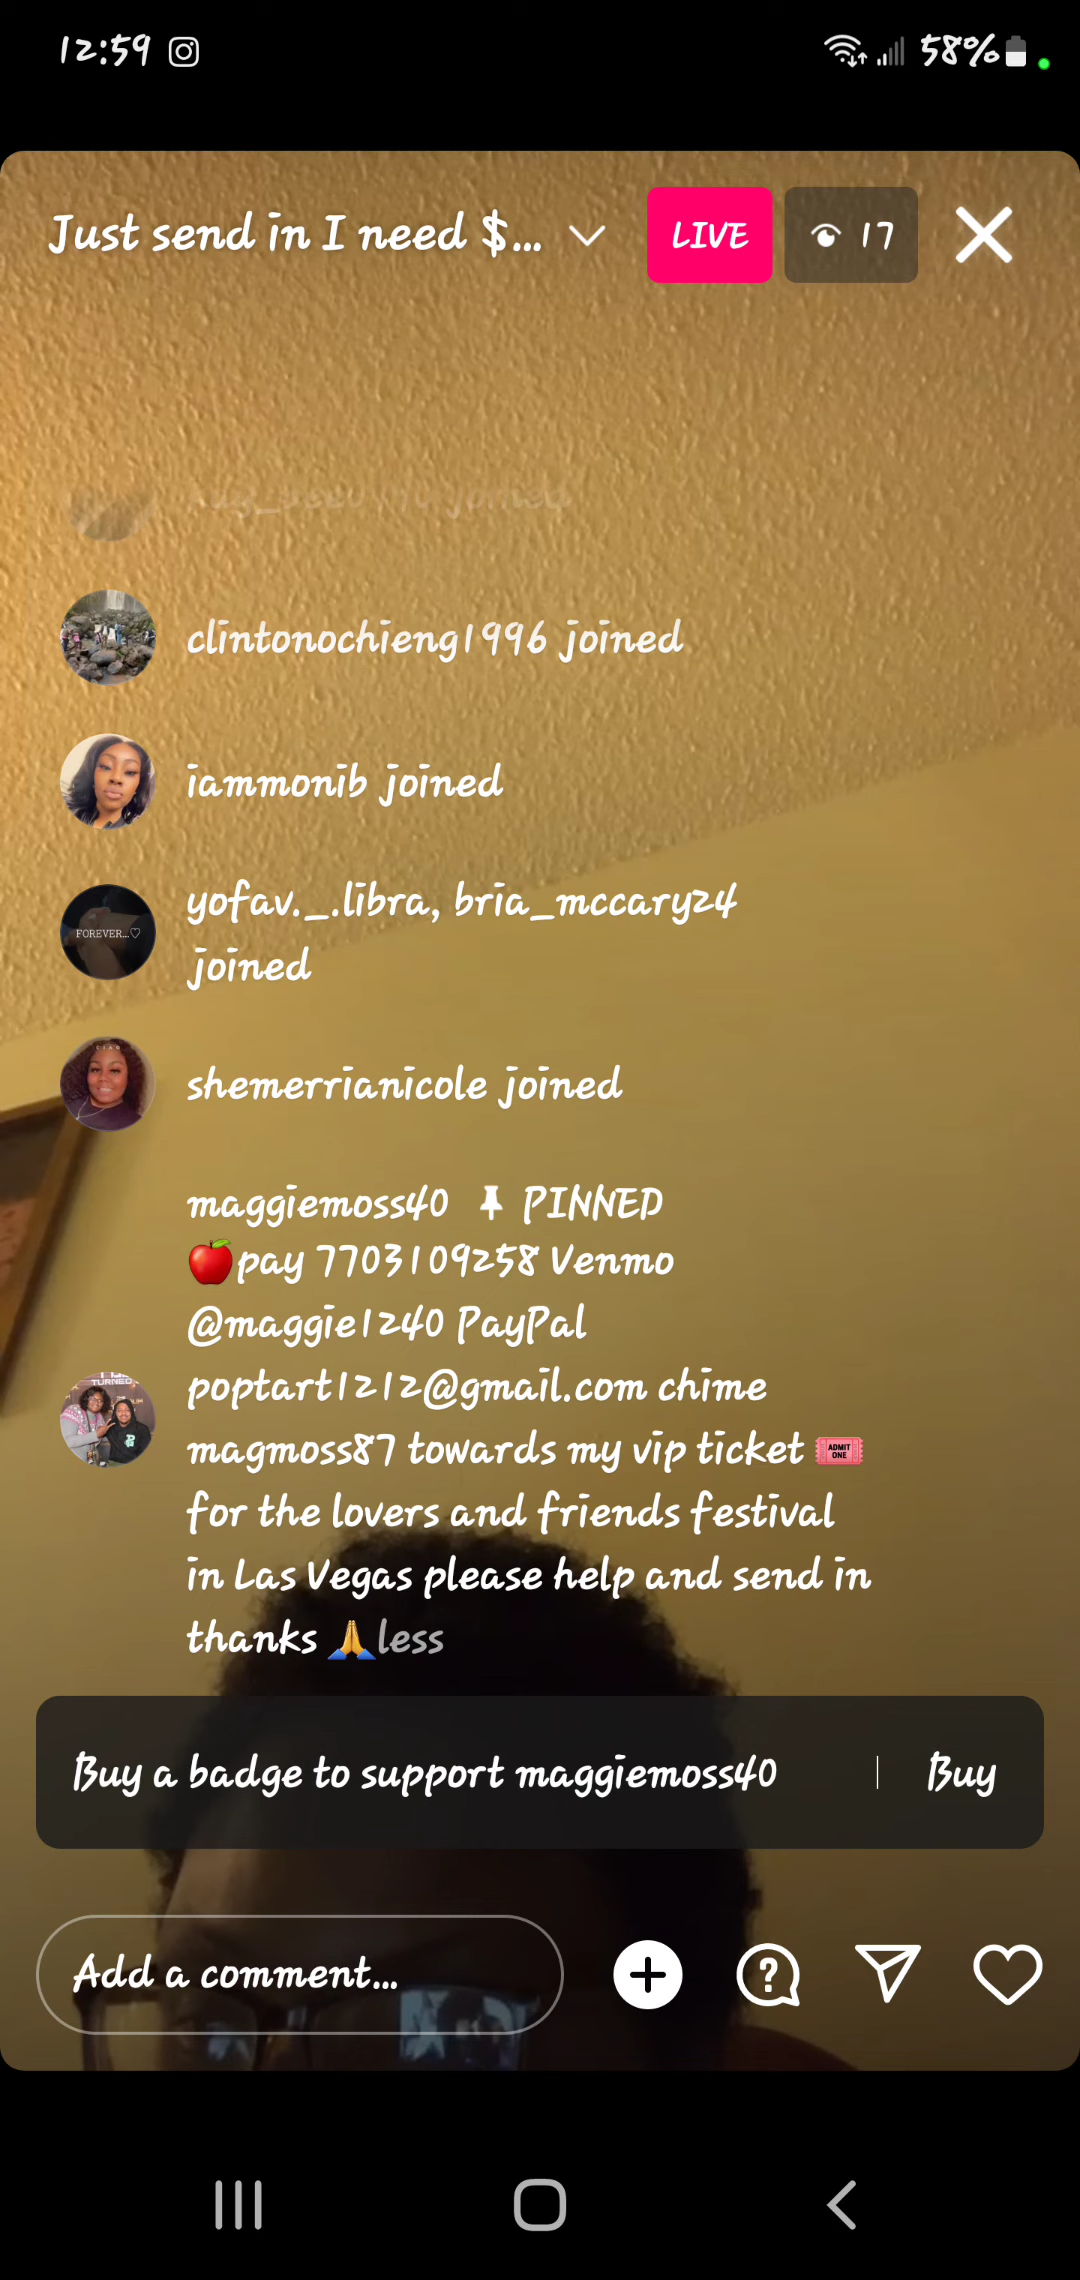 12:59
58%
Just send in I need $...
LIVE
17
joined
clintonochieng1996 joined
iammonib joined
yofav._.libra, bria_mccary24
joined
FOREVER...♡
shemerrianicole joined
maggiemoss40 📌 PINNED
🍎pay 7703109258 Venmo
@maggie1240 PayPal
poptart1212@gmail.com chime
TURNED
magmoss87 towards my vip ticket 🎟
for the lovers and friends festival
in Las Vegas please help and send in
thanks 🙏less
Buy a badge to support maggiemoss40 | Buy
Add a comment...